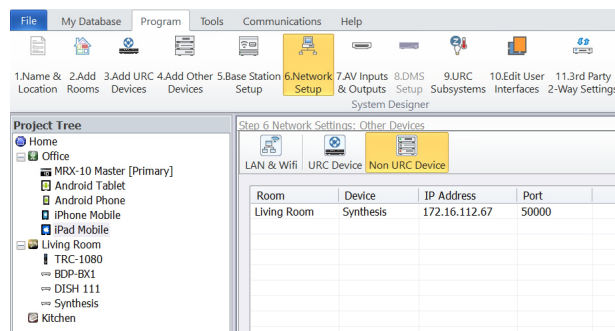 File My Database Program Tools Communications Help
1.Name & 2.Add 3.Add URC 4.Add Other 5.Base Station 6.Network 7.AV Inputs 8.DMS 9.URC 10.Edit User 11.3rd Party
Location Rooms Devices Devices Setup Setup & Outputs Setup Subsystems Interfaces 2-Way Settings
System Designer
Project Tree
Step 6 Network Settings: Other Devices
Home
Office
MRX-10 Master [Primary]
Android Tablet
Android Phone
iPhone Mobile
iPad Mobile
Living Room
TRC-1080
BDP-BX1
DISH 111
Synthesis
Kitchen
LAN & Wifi URC Device Non URC Device
Room Device IP Address Port
Living Room Synthesis 172.16.112.67 50000